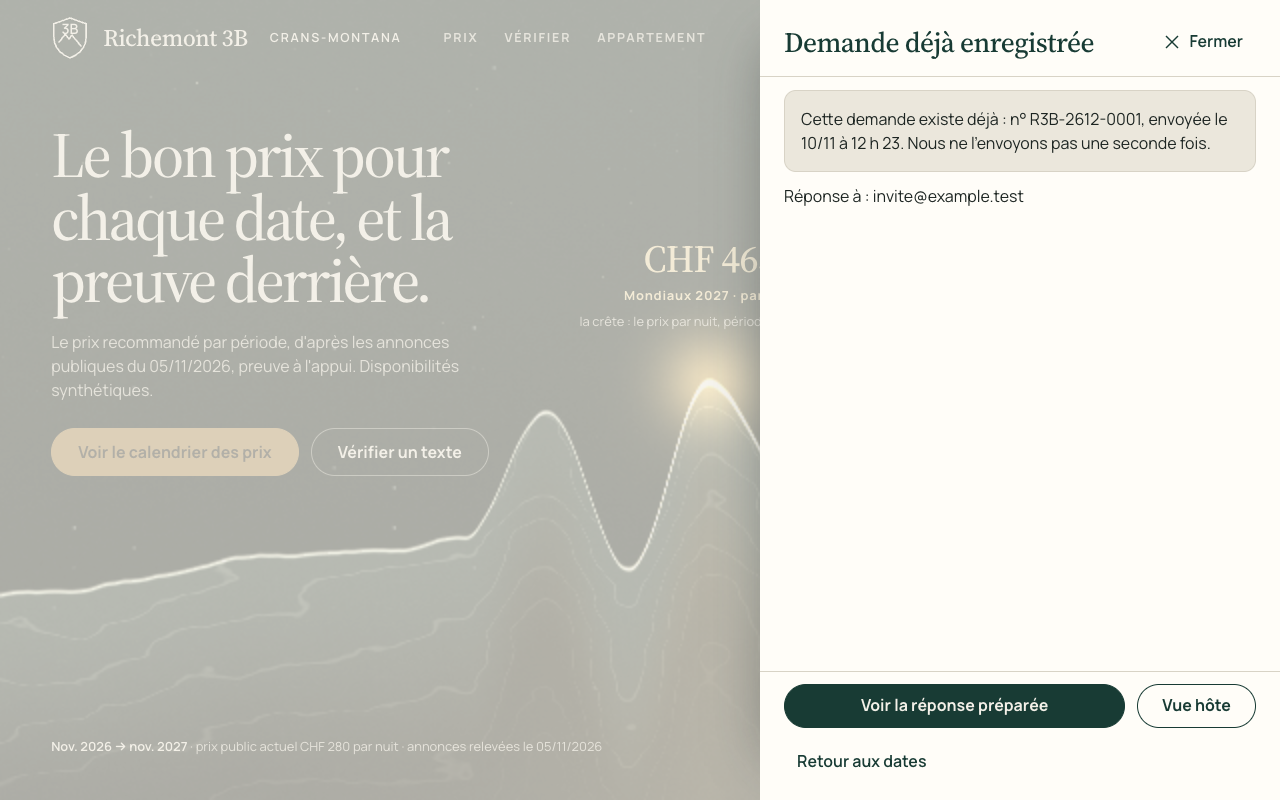 3B
Richemont 3B CRANS-MONTANA PRIX VÉRIFIER APPARTEMENT
Le bon prix pour
chaque date, et la
preuve derrière.
Le prix recommandé par période, d'après les annonces
publiques du 05/11/2026, preuve à l'appui. Disponibilités
synthétiques.
Voir le calendrier des prix
Vérifier un texte
CHF 46
Mondiaux 2027 · par
la crête : le prix par nuit, périod
Nov. 2026 → nov. 2027 · prix public actuel CHF 280 par nuit · annonces relevées le 05/11/2026
Demande déjà enregistrée
Fermer
Cette demande existe déjà : n° R3B-2612-0001, envoyée le
10/11 à 12 h 23. Nous ne l'envoyons pas une seconde fois.
Réponse à : invite@example.test
Voir la réponse préparée
Vue hôte
Retour aux dates